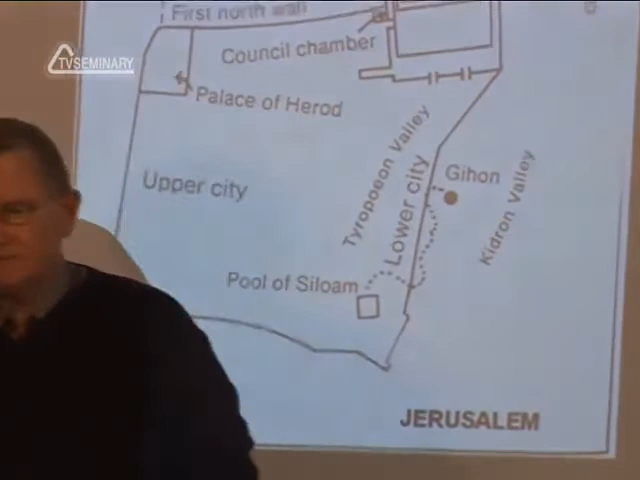 First north wall
Council chamber
TVSEMINARY
Palace of Herod
Upper city
Tyropoeon Valley
Lower city
Gihon
Kidron Valley
Pool of Siloam
JERUSALEM